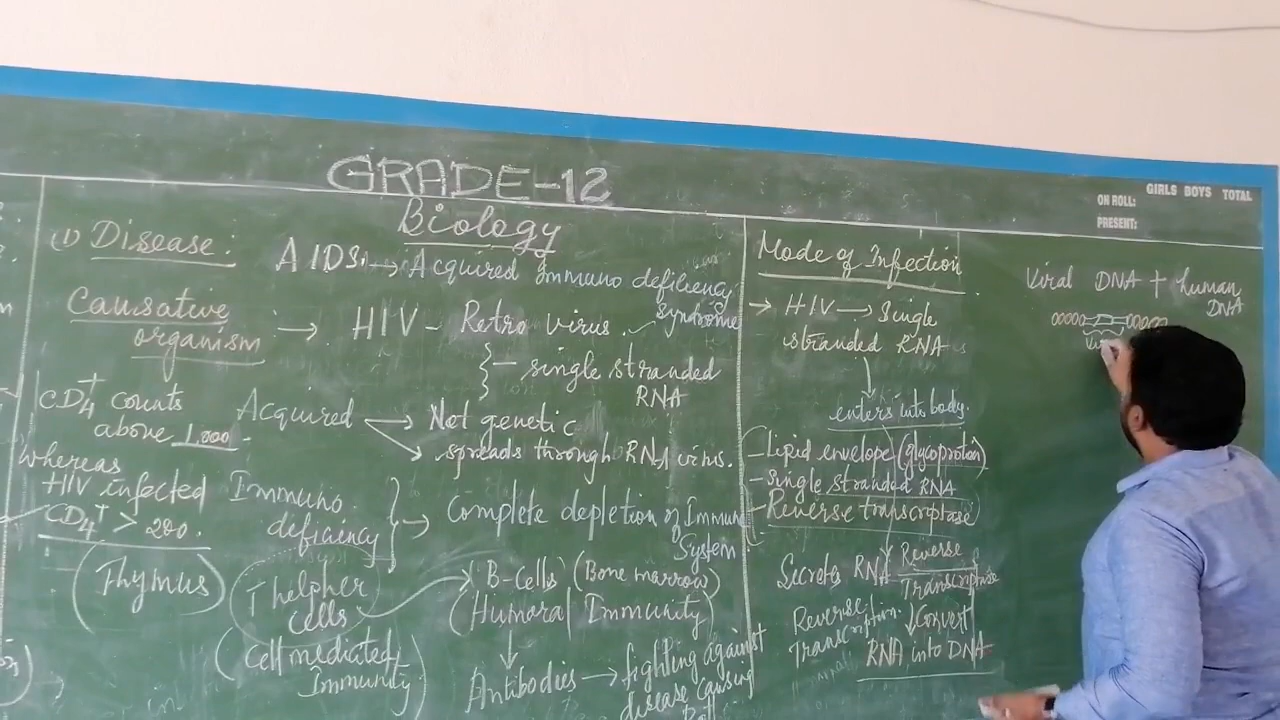 GRADE-12
GIRLS BOYS TOTAL
ON ROLL:
PRESENT:
Biology
(1) Disease:
AIDS. → Acquired Immuno deficiency
Syndrome
Causative
organism → HIV - Retro virus.
- single stranded
RNA
CD4+ counts
above 1000.
Acquired → Not genetic
→ spreads through RNA virus.
Whereas
HIV infected
CD4+ > 200.
Immuno
deficiency → Complete depletion of Immune
System
(Thymus)
T helper
cells
(Cell mediated
Immunity)
'B-Cells' (Bone marrow)
(Humoral Immunity)
Antibodies → fighting against
disease causing
Mode of Infection
→ HIV → Single
stranded RNA
enters into body.
- Lipid envelope (glycoprotein)
- Single stranded RNA
- Reverse transcriptase
Secretes RNA Reverse
Transcriptase
Reverse
Transcription.
Convert
RNA into DNA
Viral DNA + human
DNA